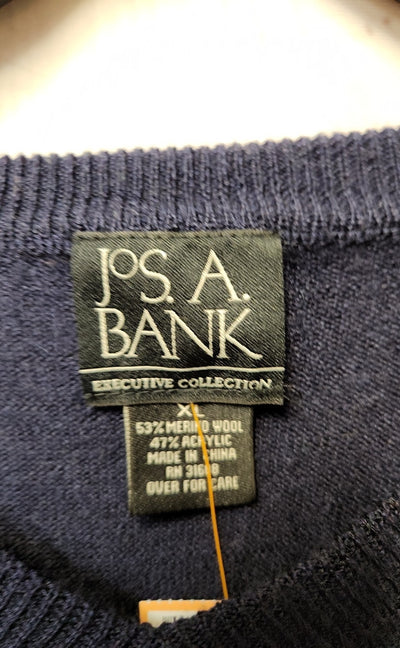 JoS. A.
BANK
EXECUTIVE COLLECTION
XL
53% MERINO WOOL
47% ACRYLIC
MADE IN CHINA
RN
OVER FOR CARE